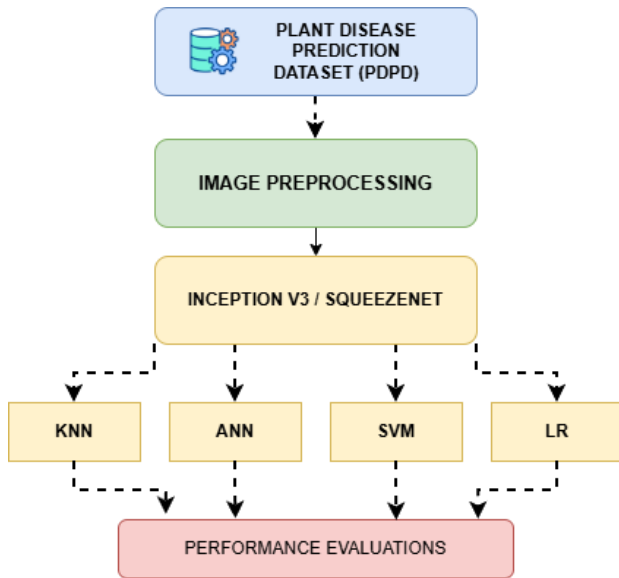 PLANT DISEASE
PREDICTION
DATASET (PDPD)
IMAGE PREPROCESSING
INCEPTION V3 / SQUEEZENET
KNN
ANN
SVM
LR
PERFORMANCE EVALUATIONS